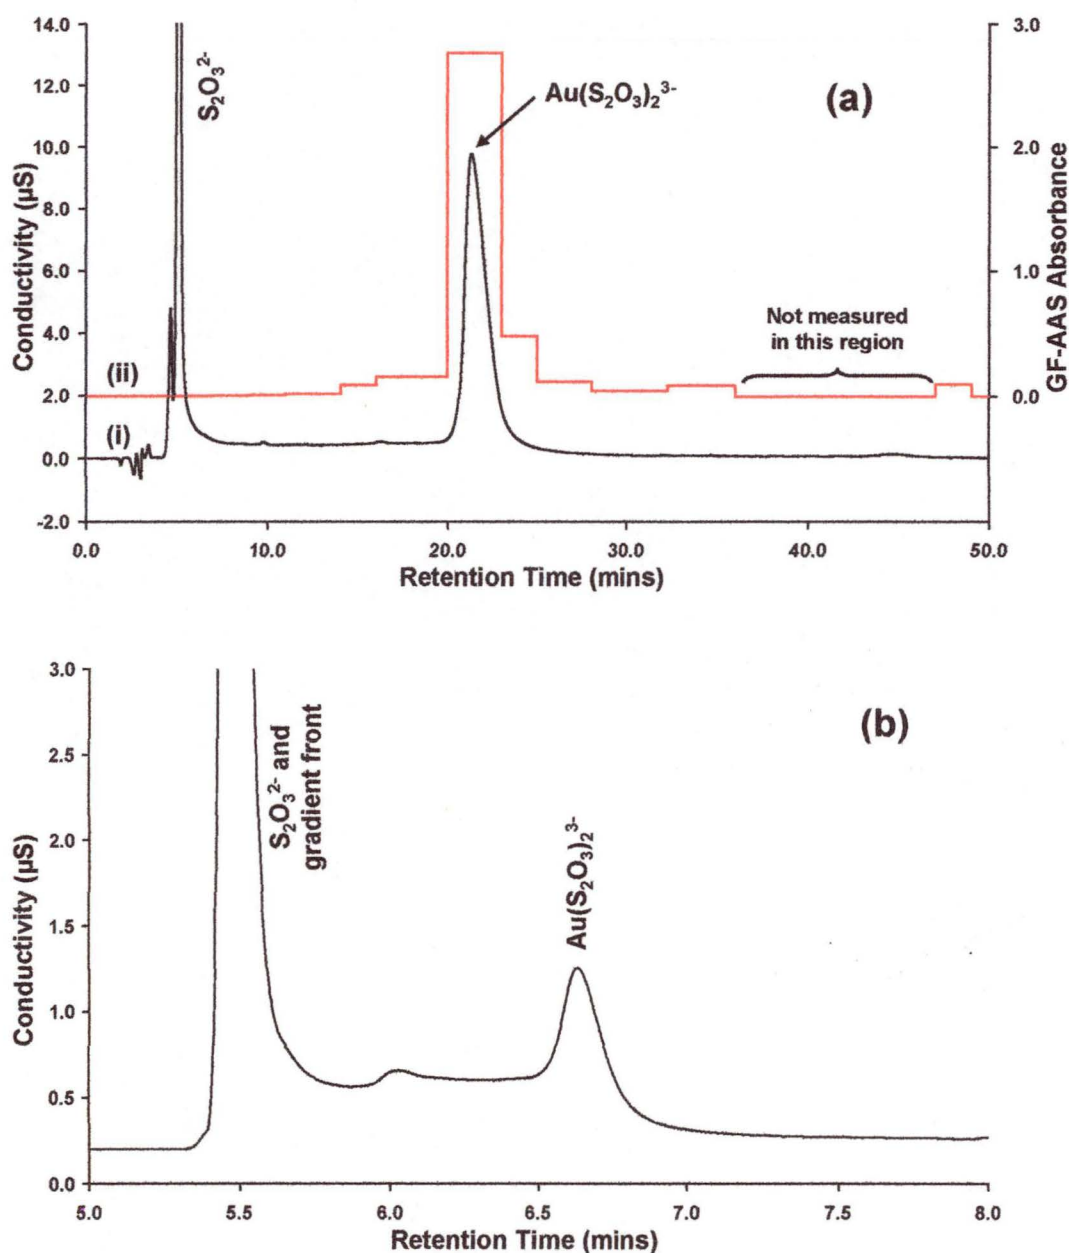 14.0
12.0
10.0
8.0
6.0
4.0
2.0
0.0
-2.0
Conductivity (µS)
S₂O₃²⁻
Au(S₂O₃)₂³⁻
(a)
3.0
2.0
1.0
0.0
GF-AAS Absorbance
Not measured
in this region
(ii)
(i)
0.0 10.0 20.0 30.0 40.0 50.0
Retention Time (mins)
3.0
2.5
2.0
1.5
1.0
0.5
0.0
Conductivity (µS)
S₂O₃²⁻ and
gradient front
Au(S₂O₃)₂³⁻
(b)
5.0 5.5 6.0 6.5 7.0 7.5 8.0
Retention Time (mins)